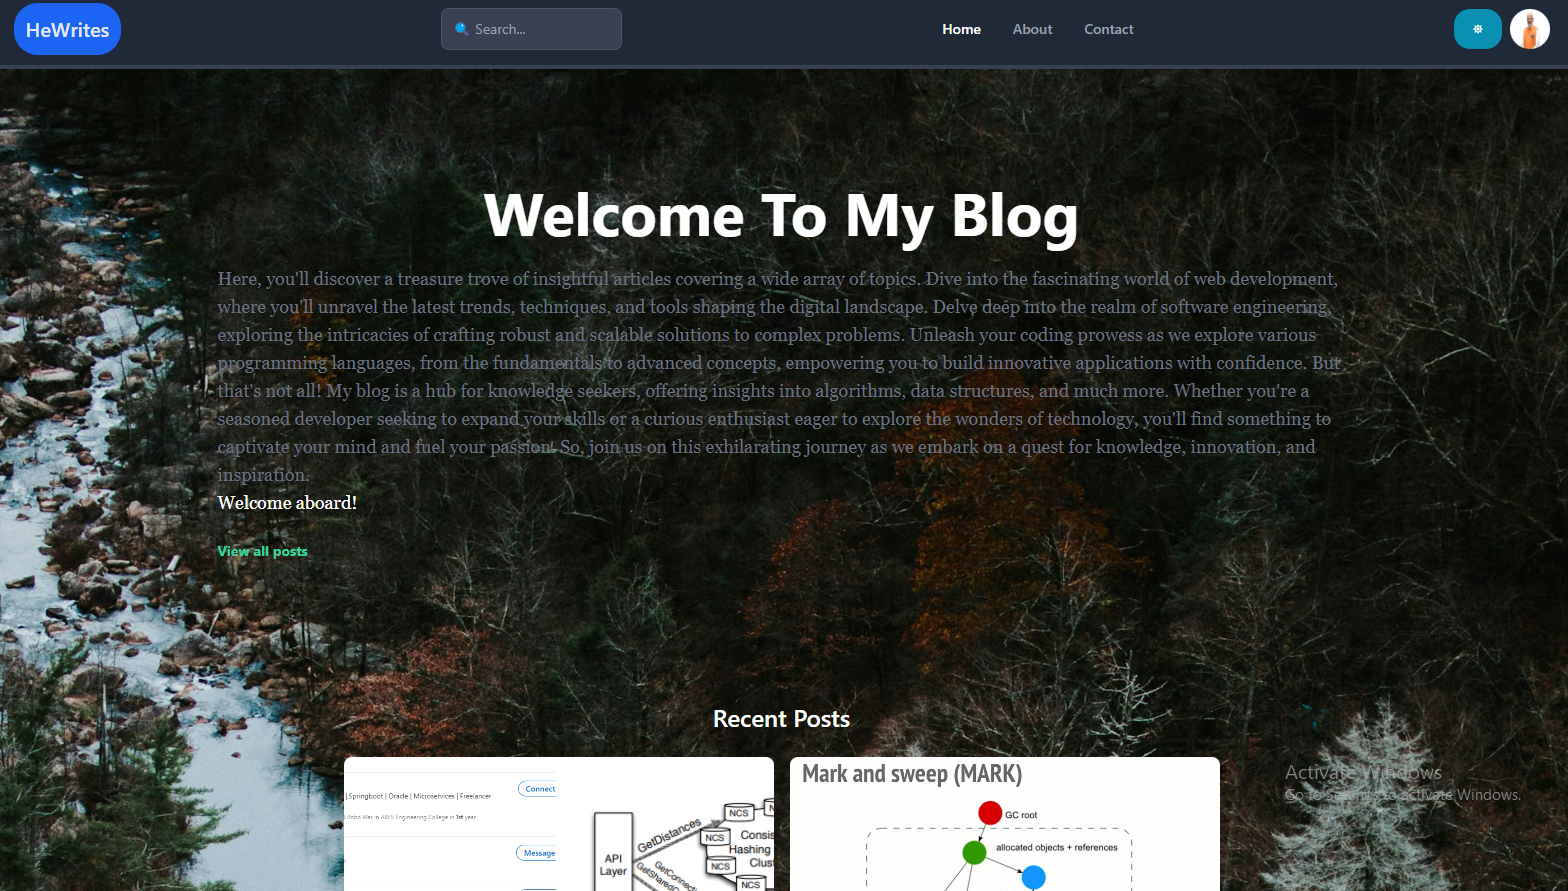 HeWrites
Search...
Home About Contact
Welcome To My Blog
Here, you'll discover a treasure trove of insightful articles covering a wide array of topics. Dive into the fascinating world of web development,
where you'll unravel the latest trends, techniques, and tools shaping the digital landscape. Delve deep into the realm of software engineering,
exploring the intricacies of crafting robust and scalable solutions to complex problems. Unleash your coding prowess as we explore various
programming languages, from the fundamentals to advanced concepts, empowering you to build innovative applications with confidence. But
that's not all! My blog is a hub for knowledge seekers, offering insights into algorithms, data structures, and much more. Whether you're a
seasoned developer seeking to expand your skills or a curious enthusiast eager to explore the wonders of technology, you'll find something to
captivate your mind and fuel your passion! So, join us on this exhilarating journey as we embark on a quest for knowledge, innovation, and
inspiration.
Welcome aboard!
View all posts
Recent Posts
Connect
| Springboot | Oracle | Microservices | Freelancer
Robo War in ABES Engineering College in 1st year
Message
API
Layer
GetDistances
NCS
NCS
NCS
NCS
Consis
Hashing
Clust
Mark and sweep (MARK)
GC root
allocated objects + references
Activate Windows
Go to Settings to activate Windows.